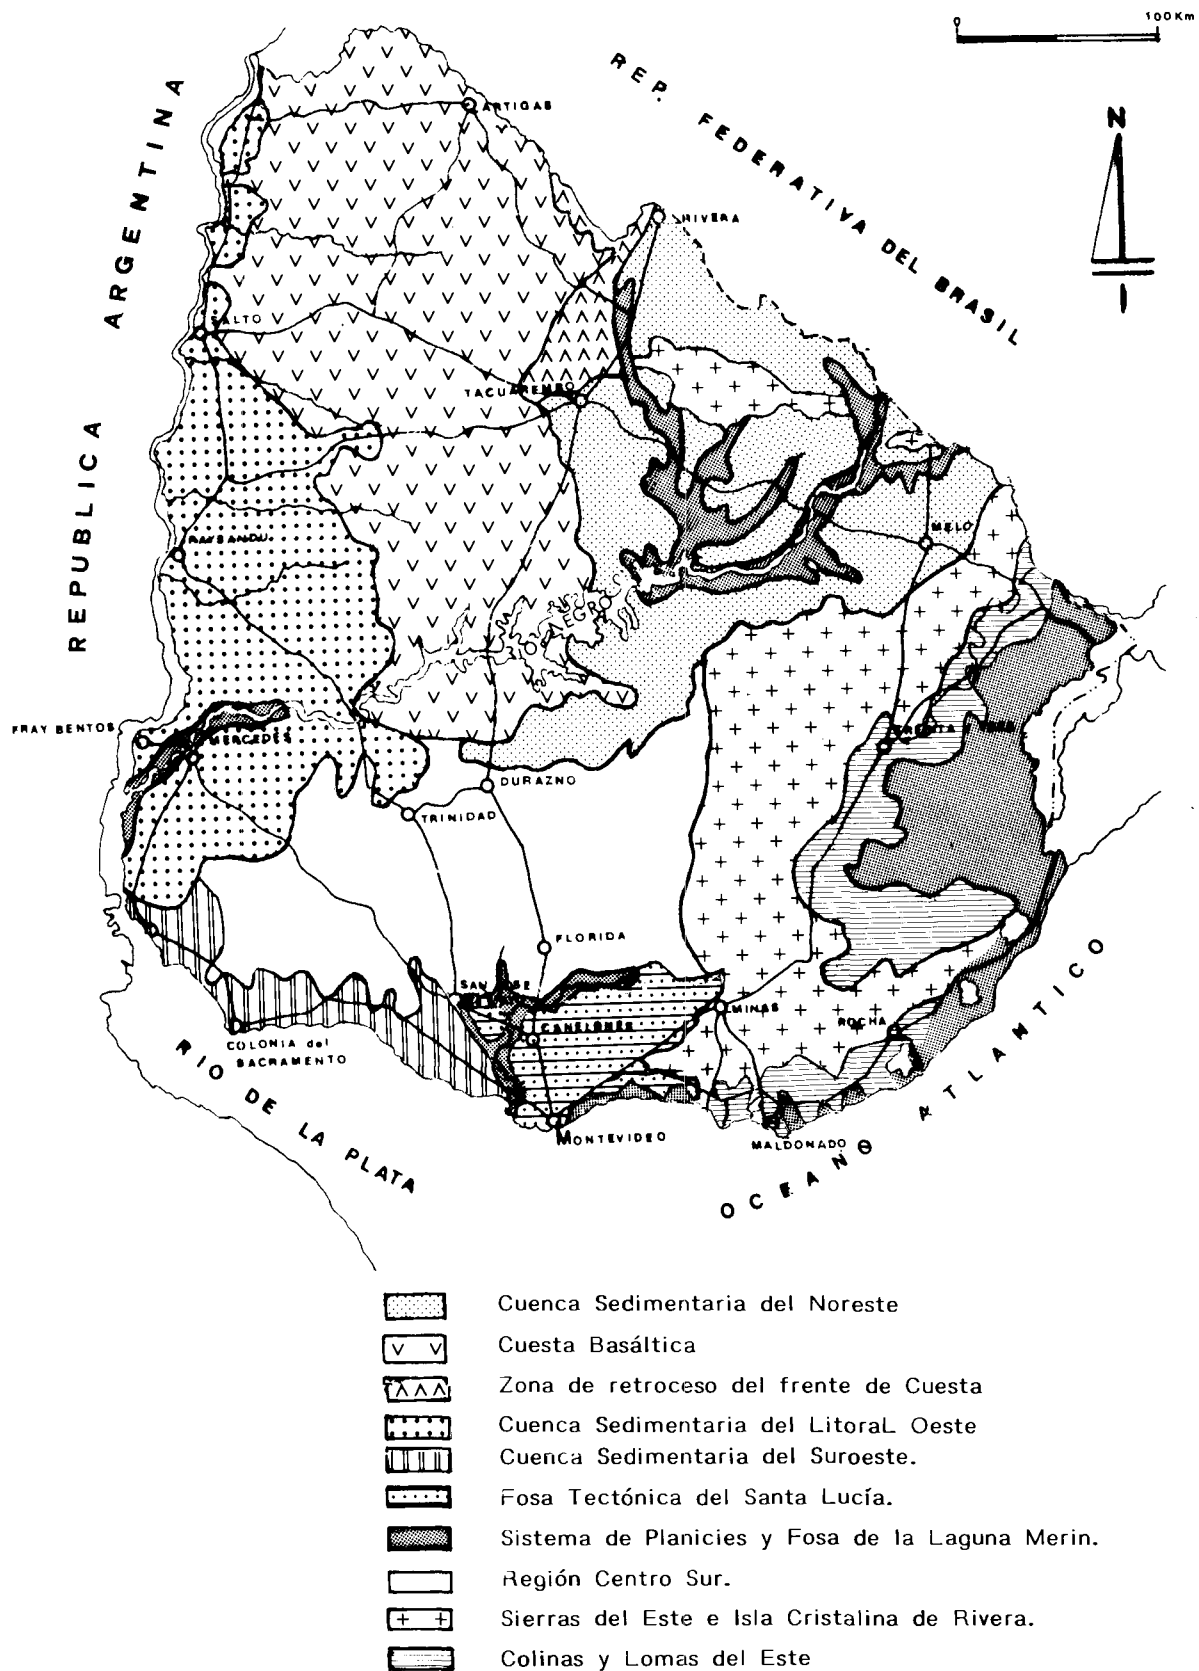 0 100Km
REP. FEDERATIVA DEL BRASIL
N
REPUBLICA ARGENTINA
ARTIGAS
RIVERA
SALTO
TACUAREMBO
PAYSANDU
MELO
FRAY BENTOS
MERCEDES
DURAZNO
TRINIDAD
FLORIDA
SAN JOSE
CANELONES
MINAS
ROCHA
COLONIA del
SACRAMENTO
MONTEVIDEO
MALDONADO
RIO DE LA PLATA
OCEANO ATLANTICO
Cuenca Sedimentaria del Noreste
Cuesta Basáltica
Zona de retroceso del frente de Cuesta
Cuenca Sedimentaria del LitoraL Oeste
Cuenca Sedimentaria del Suroeste.
Fosa Tectónica del Santa Lucía.
Sistema de Planicies y Fosa de la Laguna Merin.
Región Centro Sur.
Sierras del Este e Isla Cristalina de Rivera.
Colinas y Lomas del Este